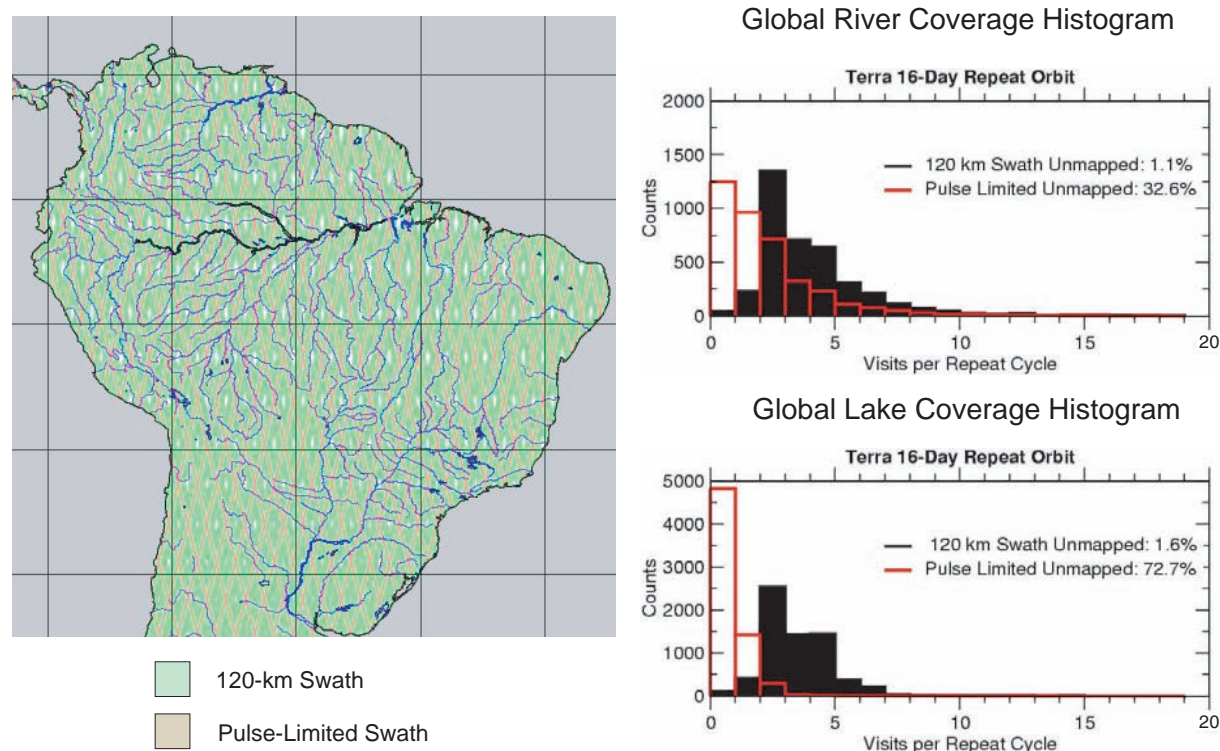 120-km Swath
Pulse-Limited Swath
Global River Coverage Histogram
Terra 16-Day Repeat Orbit
2000
1500
1000
500
0
Counts
120 km Swath Unmapped: 1.1%
Pulse Limited Unmapped: 32.6%
0 5 10 15 20
Visits per Repeat Cycle
Global Lake Coverage Histogram
Terra 16-Day Repeat Orbit
5000
4000
3000
2000
1000
0
Counts
120 km Swath Unmapped: 1.6%
Pulse Limited Unmapped: 72.7%
0 5 10 15 20
Visits per Repeat Cycle